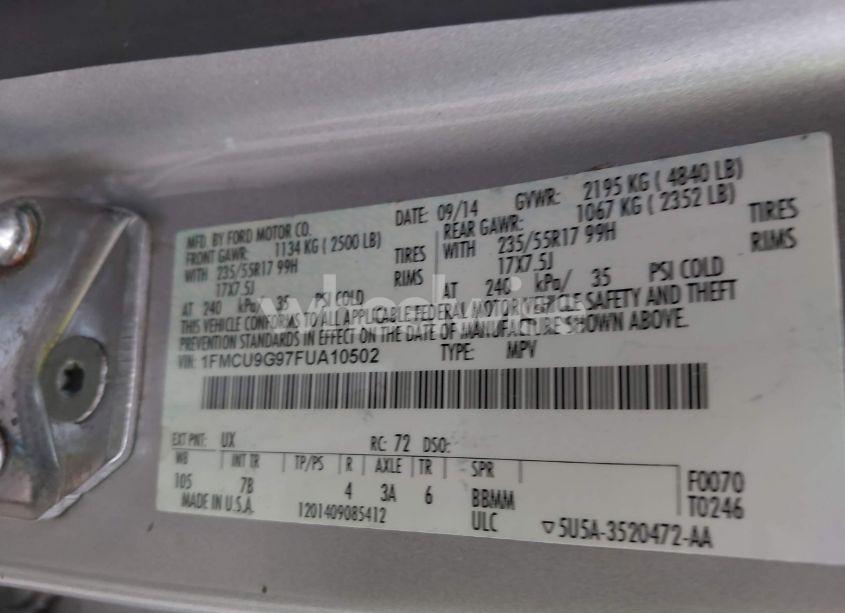 MFD. BY FORD MOTOR CO.
DATE: 09/14 GVWR: 2195 KG ( 4840 LB)
FRONT GAWR: 1134 KG ( 2500 LB)
WITH 235/55R17 99H TIRES
17X7.5J RIMS
AT 240 kPa/ 35 PSI COLD
REAR GAWR: 1067 KG ( 2352 LB)
WITH 235/55R17 99H TIRES
17X7.5J RIMS
AT 240 kPa/ 35 PSI COLD
THIS VEHICLE CONFORMS TO ALL APPLICABLE FEDERAL MOTOR VEHICLE SAFETY AND THEFT
PREVENTION STANDARDS IN EFFECT ON THE DATE OF MANUFACTURE SHOWN ABOVE.
VIN: 1FMCU9G97FUA10502 TYPE: MPV
EXT PNT: UX RC: 72 DSO:
WB INT TR TP/PS R AXLE TR SPR
105 7B 4 3A 6 BBMM
F0070
T0246
MADE IN U.S.A. 1201409085412 ULC
▽5U5A-3520472-AA